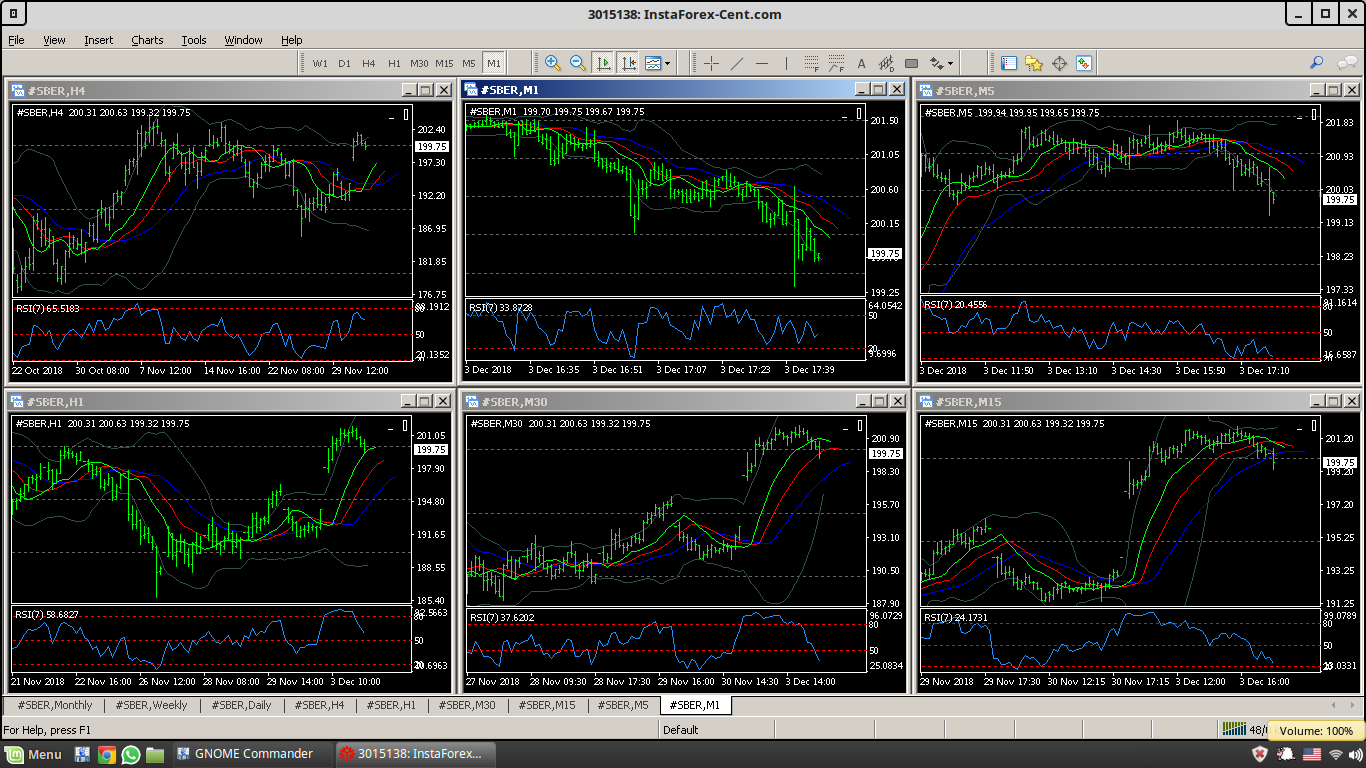 3015138: InstaForex-Cent.com
File View Insert Charts Tools Window Help
W1 D1 H4 H1 M30 M15 M5 M1
#SBER,H4
#SBER,H4 200.31 200.63 199.32 199.75
202.40
199.75
197.30
192.20
186.95
181.85
176.75
RSI(7) 65.5183
50
20.1352
22 Oct 2018 30 Oct 08:00 7 Nov 12:00 14 Nov 16:00 22 Nov 08:00 29 Nov 12:00
#SBER,M1
#SBER,M1 199.70 199.75 199.67 199.75
201.50
201.05
200.60
200.15
199.75
199.25
RSI(7) 33.8728
64.0542
50
20
3 Dec 2018 3 Dec 16:35 3 Dec 16:51 3 Dec 17:07 3 Dec 17:23 3 Dec 17:39
#SBER,M5
#SBER,M5 199.94 199.95 199.65 199.75
201.83
200.93
200.03
199.75
199.13
198.23
197.33
RSI(7) 20.4556
50
3 Dec 2018 3 Dec 11:50 3 Dec 13:10 3 Dec 14:30 3 Dec 15:50 3 Dec 17:10
#SBER,H1
#SBER,H1 200.31 200.63 199.32 199.75
201.05
199.75
197.90
194.80
191.65
188.55
185.40
RSI(7) 58.6827
50
21 Nov 2018 22 Nov 16:00 26 Nov 12:00 28 Nov 08:00 29 Nov 14:00 3 Dec 10:00
#SBER,M30
#SBER,M30 200.31 200.63 199.32 199.75
200.90
199.75
198.30
195.70
193.10
190.50
187.90
RSI(7) 37.6202
96.0729
80
50
25.0834
27 Nov 2018 28 Nov 09:30 28 Nov 17:30 29 Nov 16:00 30 Nov 14:30 3 Dec 14:00
#SBER,M15
#SBER,M15 200.31 200.63 199.32 199.75
201.20
199.75
199.20
197.20
195.25
193.25
191.25
RSI(7) 24.1731
99.0789
80
50
29 Nov 2018 29 Nov 17:30 30 Nov 12:15 30 Nov 17:15 3 Dec 12:00 3 Dec 16:00
#SBER,Monthly #SBER,Weekly #SBER,Daily #SBER,H4 #SBER,H1 #SBER,M30 #SBER,M15 #SBER,M5 #SBER,M1
For Help, press F1 Default
Volume: 100%
Menu GNOME Commander 3015138: InstaForex...